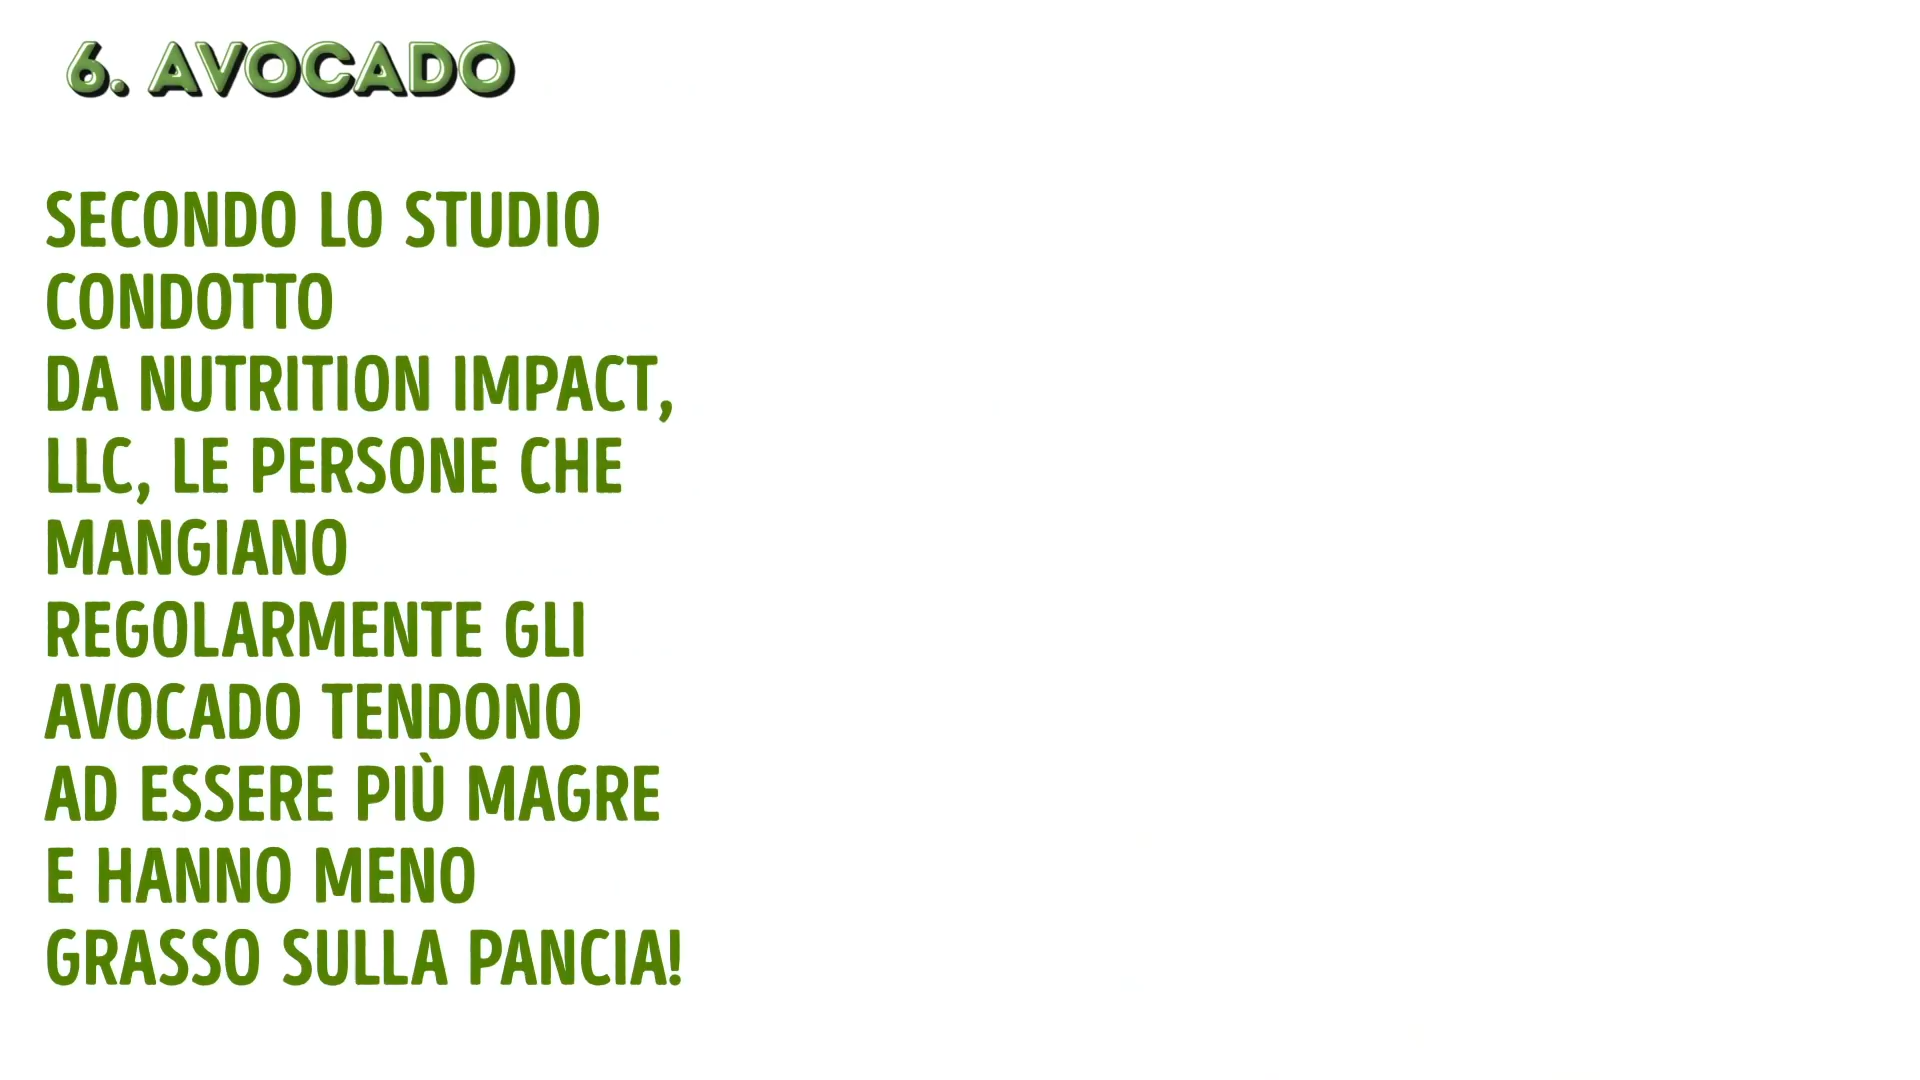 6. AVOCADO
SECONDO LO STUDIO
CONDOTTO
DA NUTRITION IMPACT,
LLC, LE PERSONE CHE
MANGIANO
REGOLARMENTE GLI
AVOCADO TENDONO
AD ESSERE PIÙ MAGRE
E HANNO MENO
GRASSO SULLA PANCIA!